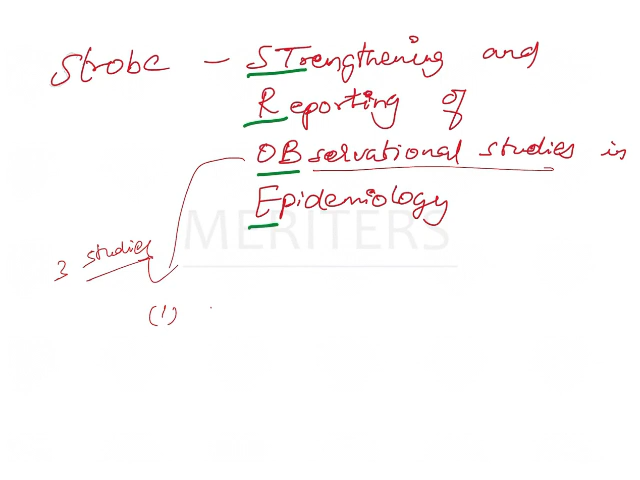 Strobe - STrengthening and
Reporting of
OBservational studies in
Epidemiology
MERITERS
3 studies
(1)